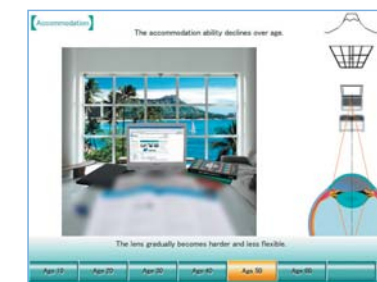 [Accommodation]
The accommodation ability declines over age.
The lens gradually becomes harder and less flexible.
Age 10
Age 20
Age 30
Age 40
Age 50
Age 60